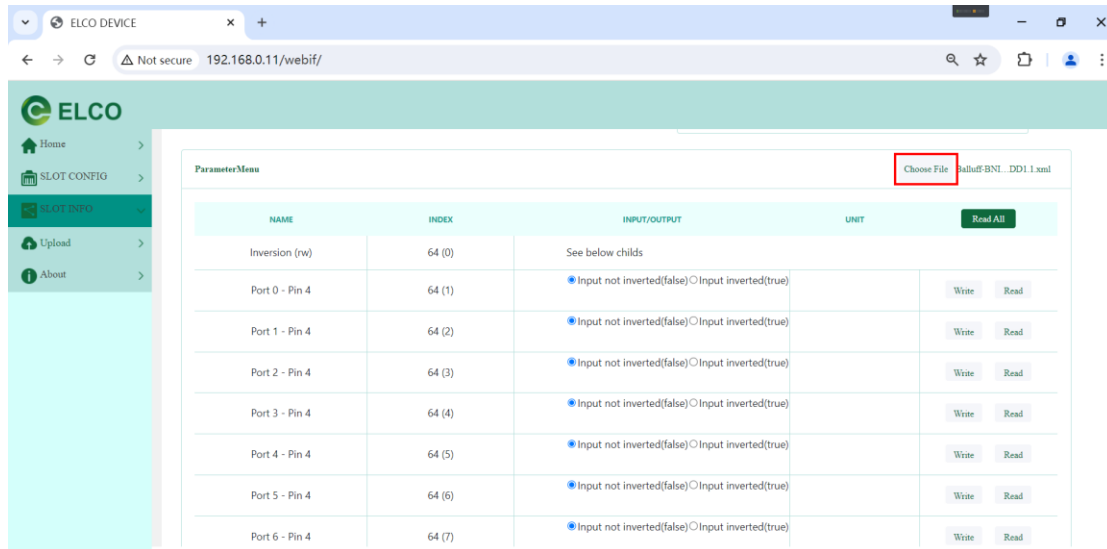 ELCO DEVICE
Not secure 192.168.0.11/webif/
ELCO
Home
SLOT CONFIG
SLOT INFO
Upload
About
ParameterMenu Choose File Balluff-BNI...DD1.1.xml
NAME INDEX INPUT/OUTPUT UNIT Read All
Inversion (rw) 64 (0) See below childs
Port 0 - Pin 4 64 (1) Input not inverted(false) Input inverted(true) Write Read
Port 1 - Pin 4 64 (2) Input not inverted(false) Input inverted(true) Write Read
Port 2 - Pin 4 64 (3) Input not inverted(false) Input inverted(true) Write Read
Port 3 - Pin 4 64 (4) Input not inverted(false) Input inverted(true) Write Read
Port 4 - Pin 4 64 (5) Input not inverted(false) Input inverted(true) Write Read
Port 5 - Pin 4 64 (6) Input not inverted(false) Input inverted(true) Write Read
Port 6 - Pin 4 64 (7) Input not inverted(false) Input inverted(true) Write Read